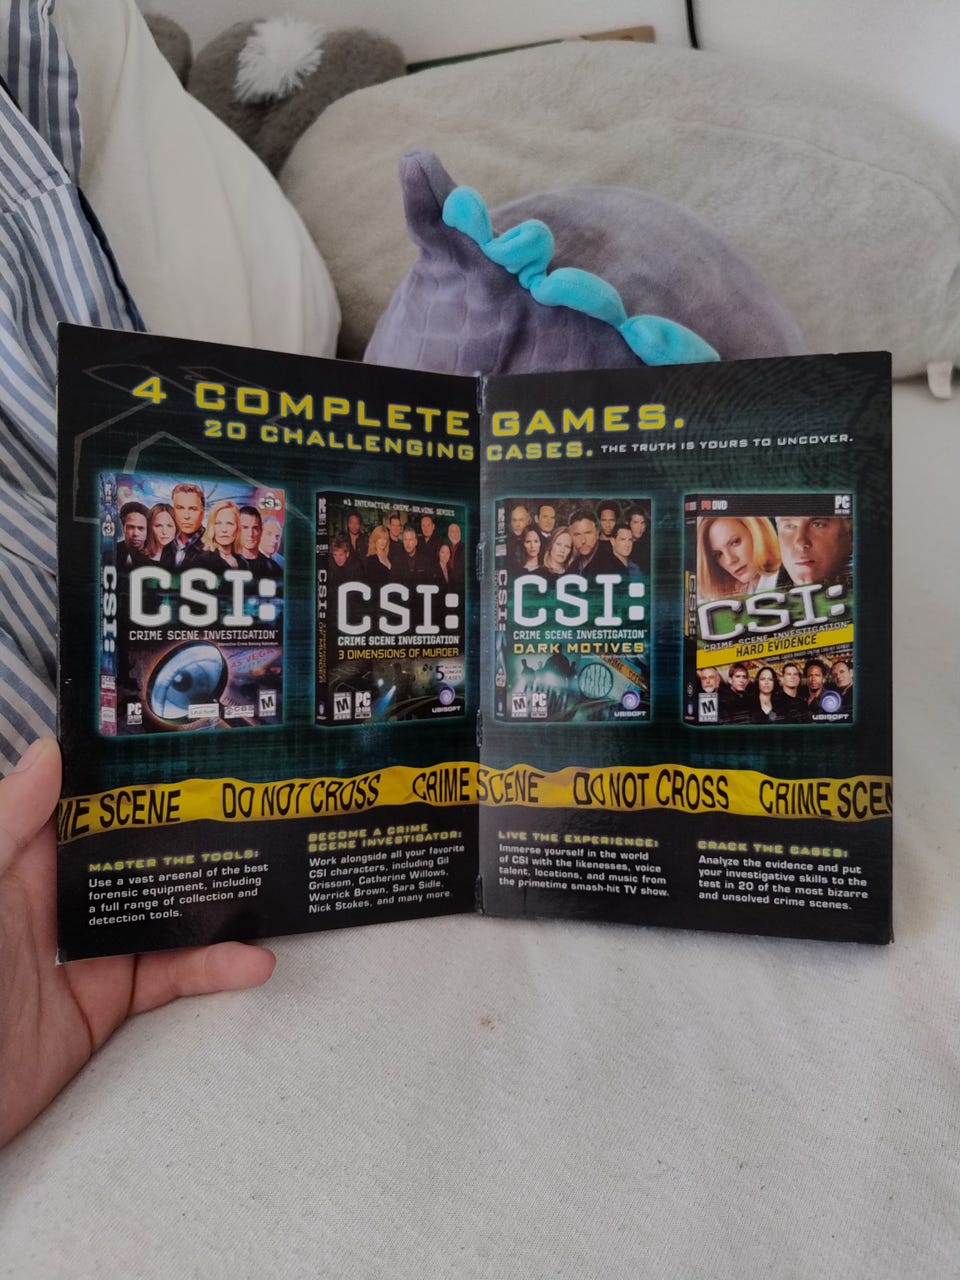 4 COMPLETE GAMES.
20 CHALLENGING CASES. THE TRUTH IS YOURS TO UNCOVER.
CSI:
CSI:
CRIME SCENE INVESTIGATION
PC
M
#1 INTERACTIVE CRIME-SOLVING SERIES
CSI:
CSI:
CRIME SCENE INVESTIGATION
3 DIMENSIONS OF MURDER
5
M
PC
UBISOFT
CSI:
CSI:
CRIME SCENE INVESTIGATION™
DARK MOTIVES
M
PC
UBISOFT
DVD
PC
CSI:
CSI:
CRIME SCENE INVESTIGATION
HARD EVIDENCE
M
UBISOFT
ME SCENE DO NOT CROSS CRIME SCENE DO NOT CROSS CRIME SCEN
MASTER THE TOOLS:
Use a vast arsenal of the best
forensic equipment, including
a full range of collection and
detection tools.
BECOME A CRIME
SCENE INVESTIGATOR:
Work alongside all your favorite
CSI characters, including Gil
Grissom, Catherine Willows,
Warrick Brown, Sara Sidle,
Nick Stokes, and many more.
LIVE THE EXPERIENCE:
Immerse yourself in the world
of CSI with the likenesses, voice
talent, locations, and music from
the primetime smash-hit TV show.
CRACK THE CASES:
Analyze the evidence and put
your investigative skills to the
test in 20 of the most bizarre
and unsolved crime scenes.